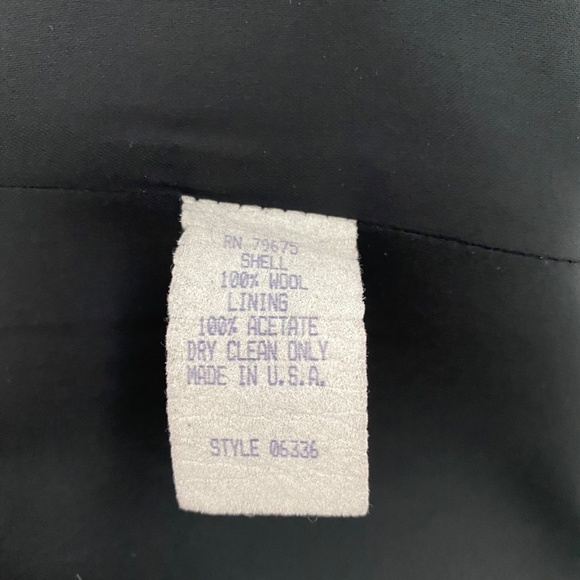 RN 79675
SHELL
100% WOOL
LINING
100% ACETATE
DRY CLEAN ONLY
MADE IN U.S.A.
STYLE 06336